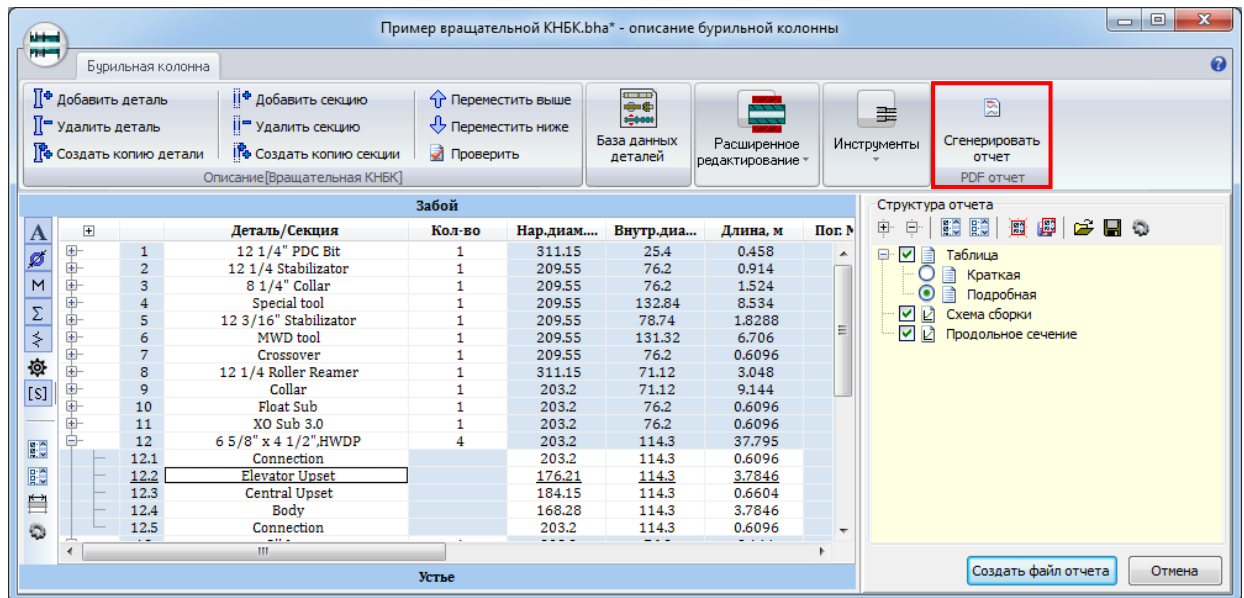 Пример вращательной КНБК.bha* - описание бурильной колонны
Бурильная колонна
Добавить деталь
Удалить деталь
Создать копию детали
Добавить секцию
Удалить секцию
Создать копию секции
Переместить выше
Переместить ниже
Проверить
Описание[Вращательная КНБК]
База данных
деталей
Расширенное
редактирование
Инструменты
Сгенерировать
отчет
PDF отчет
Забой
Деталь/Секция Кол-во Нар.диам.... Внутр.диа... Длина, м Пог.
1 12 1/4" PDC Bit 1 311.15 25.4 0.458
2 12 1/4 Stabilizator 1 209.55 76.2 0.914
3 8 1/4" Collar 1 209.55 76.2 1.524
4 Special tool 1 209.55 132.84 8.534
5 12 3/16" Stabilizator 1 209.55 78.74 1.8288
6 MWD tool 1 209.55 131.32 6.706
7 Crossover 1 209.55 76.2 0.6096
8 12 1/4 Roller Reamer 1 311.15 71.12 3.048
9 Collar 1 203.2 71.12 9.144
10 Float Sub 1 203.2 76.2 0.6096
11 XO Sub 3.0 1 203.2 76.2 0.6096
12 6 5/8" x 4 1/2",HWDP 4 203.2 114.3 37.795
12.1 Connection 203.2 114.3 0.6096
12.2 Elevator Upset 176.21 114.3 3.7846
12.3 Central Upset 184.15 114.3 0.6604
12.4 Body 168.28 114.3 3.7846
12.5 Connection 203.2 114.3 0.6096
Устье
A
M
Σ
[S]
Структура отчета
Таблица
Краткая
Подробная
Схема сборки
Продольное сечение
Создать файл отчета
Отмена